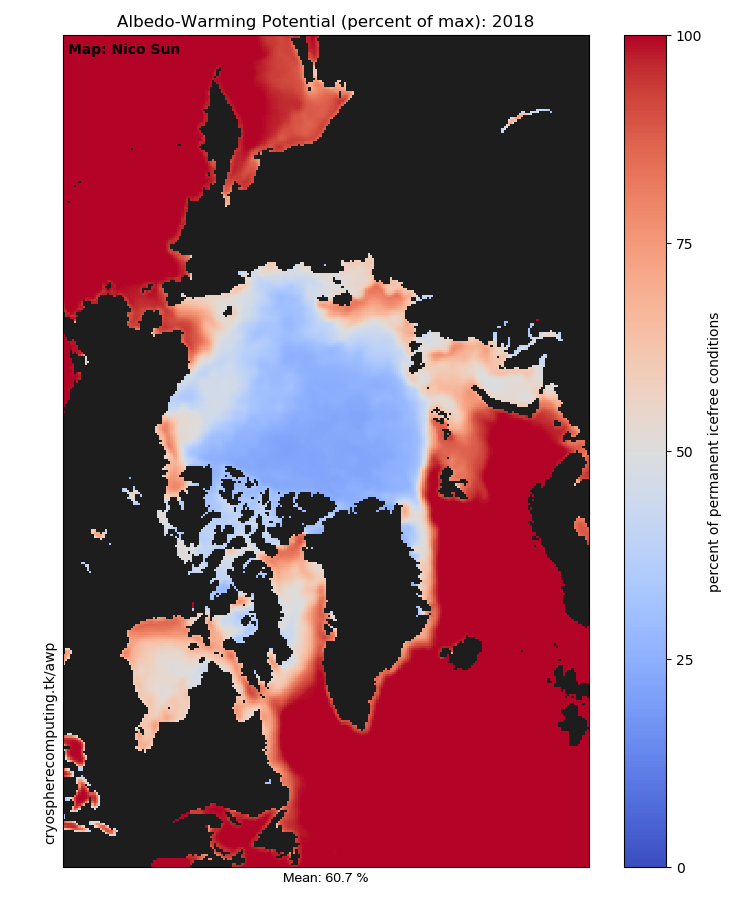 Albedo-Warming Potential (percent of max): 2018
Map: Nico Sun
100
75
50
25
0
percent of permanent icefree conditions
cryospherecomputing.tk/awp
Mean: 60.7 %